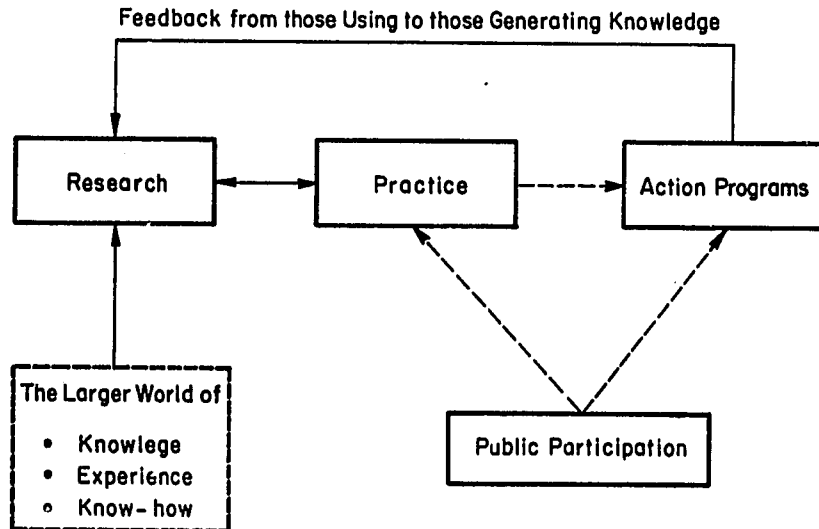 Feedback from those Using to those Generating Knowledge
Research
Practice
Action Programs
The Larger World of
• Knowlege
• Experience
• Know-how
Public Participation